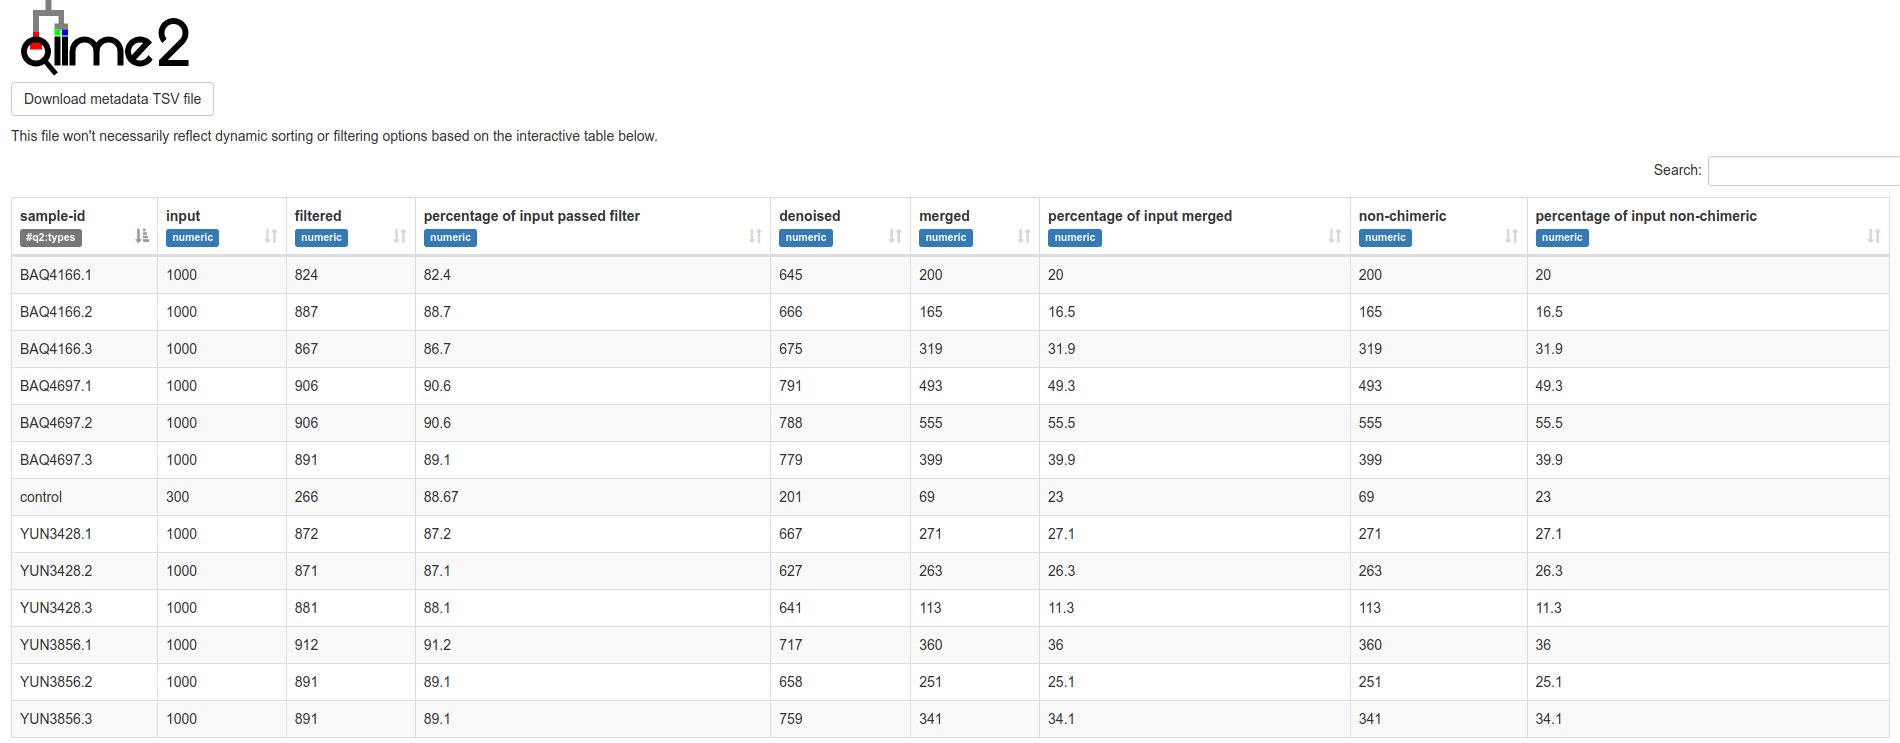 qiime2
Download metadata TSV file
This file won't necessarily reflect dynamic sorting or filtering options based on the interactive table below.
Search:
sample-id input filtered percentage of input passed filter denoised merged percentage of input merged non-chimeric percentage of input non-chimeric
#q2:types numeric numeric numeric numeric numeric numeric numeric numeric
BAQ4166.1 1000 824 82.4 645 200 20 200 20
BAQ4166.2 1000 887 88.7 666 165 16.5 165 16.5
BAQ4166.3 1000 867 86.7 675 319 31.9 319 31.9
BAQ4697.1 1000 906 90.6 791 493 49.3 493 49.3
BAQ4697.2 1000 906 90.6 788 555 55.5 555 55.5
BAQ4697.3 1000 891 89.1 779 399 39.9 399 39.9
control 300 266 88.67 201 69 23 69 23
YUN3428.1 1000 872 87.2 667 271 27.1 271 27.1
YUN3428.2 1000 871 87.1 627 263 26.3 263 26.3
YUN3428.3 1000 881 88.1 641 113 11.3 113 11.3
YUN3856.1 1000 912 91.2 717 360 36 360 36
YUN3856.2 1000 891 89.1 658 251 25.1 251 25.1
YUN3856.3 1000 891 89.1 759 341 34.1 341 34.1